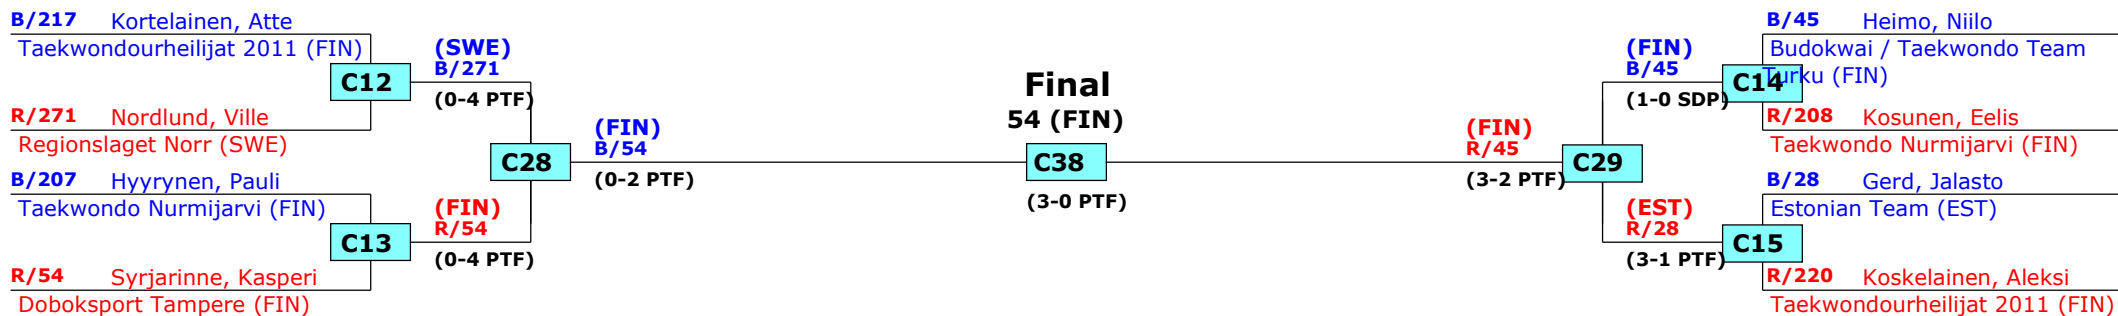 B/217 Kortelainen, Atte
Taekwondourheilijat 2011 (FIN)
C12
R/271 Nordlund, Ville
Regionslaget Norr (SWE)
(SWE)
B/271
(0-4 PTF)
B/207 Hyyrynen, Pauli
Taekwondo Nurmijarvi (FIN)
C13
R/54 Syrjarinne, Kasperi
Doboksport Tampere (FIN)
(FIN)
R/54
(0-4 PTF)
C28
(FIN)
B/54
(0-2 PTF)
Final
54 (FIN)
C38
(3-0 PTF)
(FIN)
R/45
(3-2 PTF)
C29
(FIN)
B/45
(1-0 SDP)
B/45 Heimo, Niilo
Budokwai / Taekwondo Team
Turku (FIN)
C14
R/208 Kosunen, Eelis
Taekwondo Nurmijarvi (FIN)
(EST)
R/28
(3-1 PTF)
B/28 Gerd, Jalasto
Estonian Team (EST)
C15
R/220 Koskelainen, Aleksi
Taekwondourheilijat 2011 (FIN)